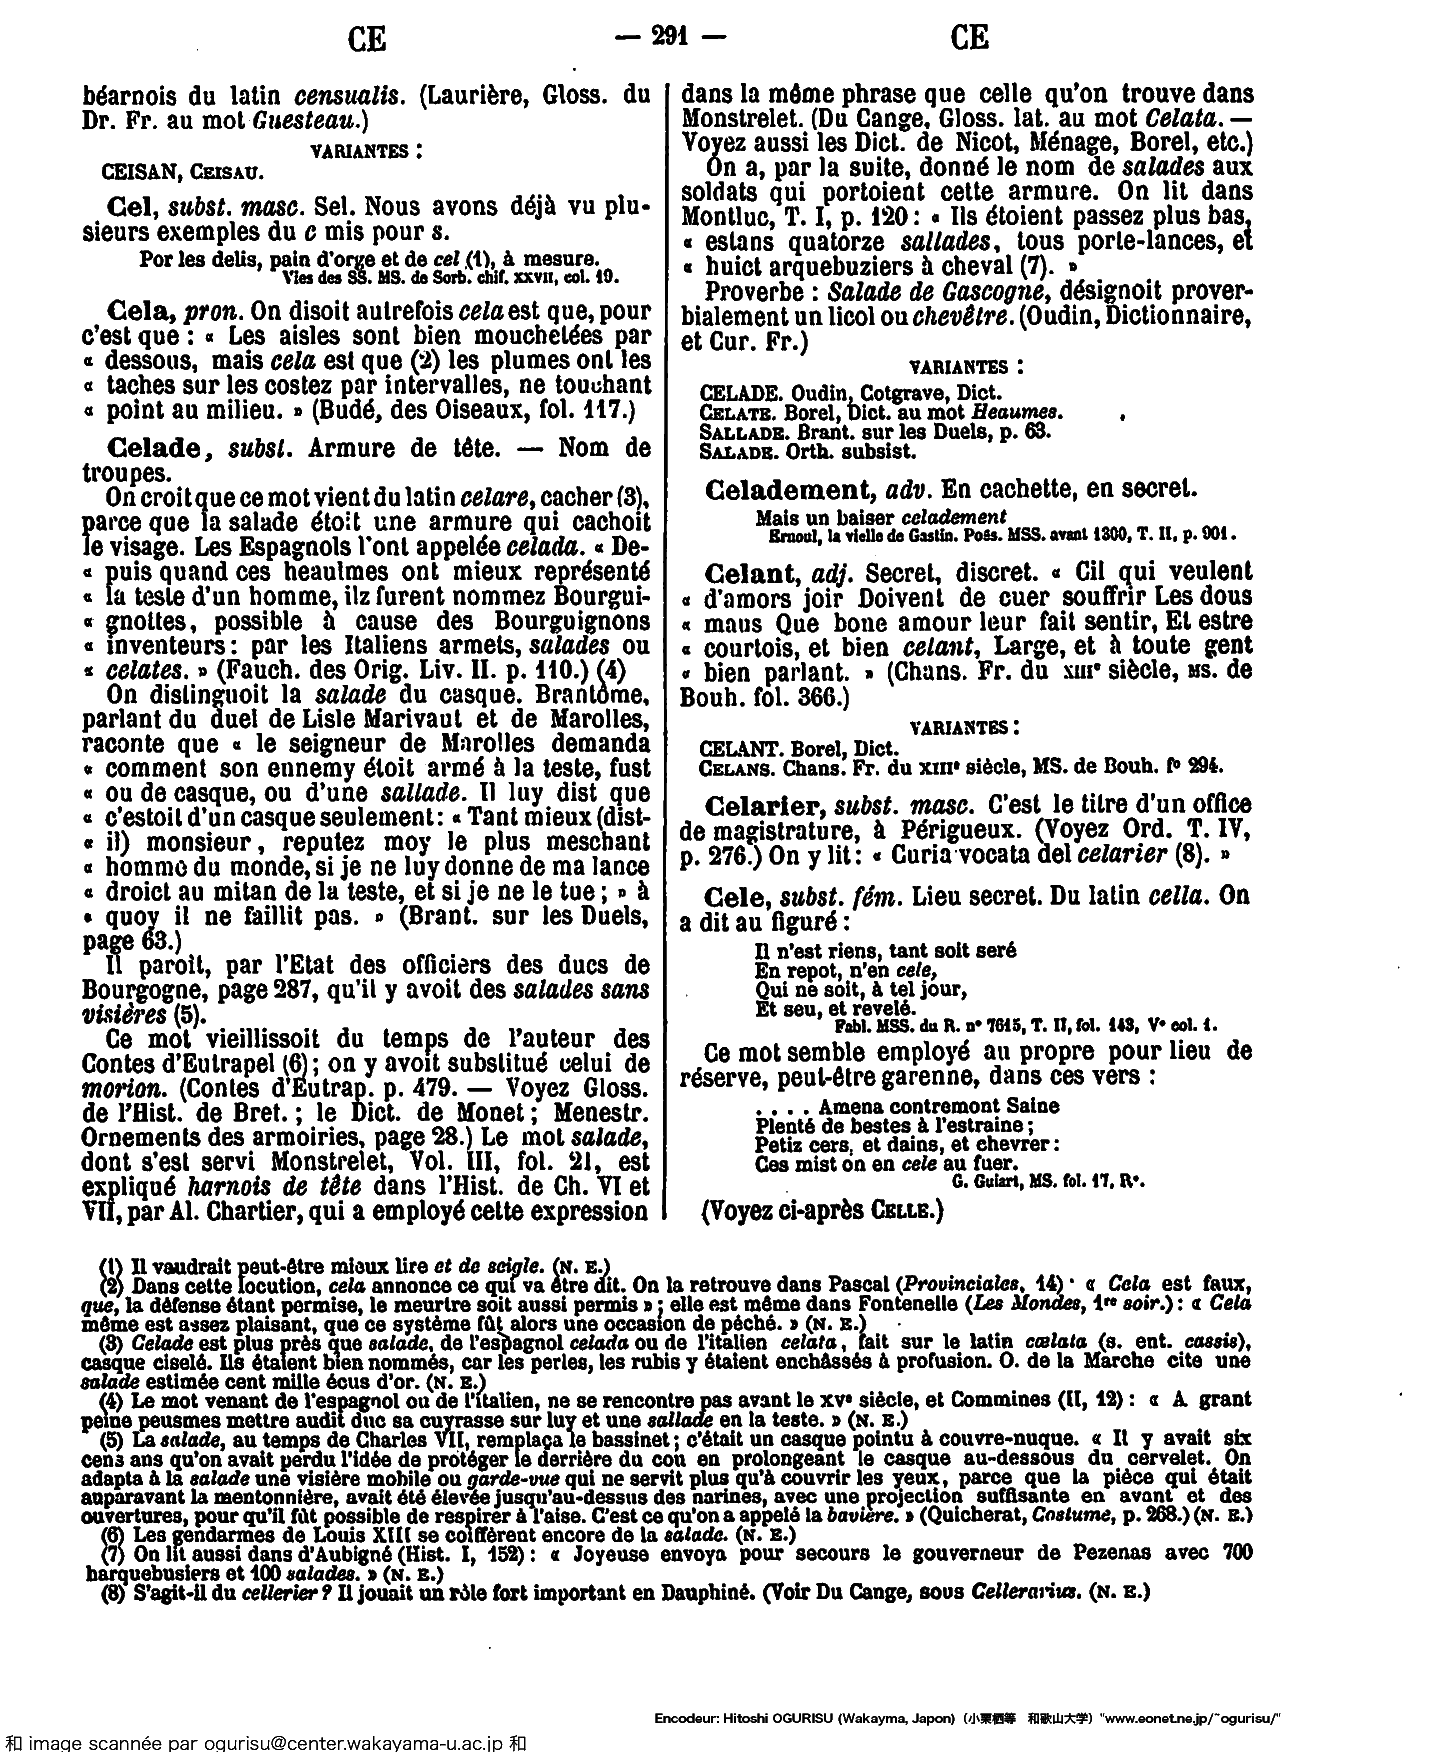 CE — 291 — CE
béarnois du latin censualis. (Laurière, Gloss. du
Dr. Fr. au mot Guesteau.)
VARIANTES :
CEISAN, CEISAU.
Cel, subst. masc. Sel. Nous avons déjà vu plu-
sieurs exemples du c mis pour s.
Por les delis, pain d'orge et de cel (1), à mesure.
Vies des SS. MS. de Sorb. chif. XXVII, col. 19.
Cela, pron. On disoit autrefois cela est que, pour
c'est que : « Les aisles sont bien mouchetées par
« dessous, mais cela est que (2) les plumes ont les
« taches sur les costez par intervalles, ne touchant
« point au milieu. » (Budé, des Oiseaux, fol. 117.)
Celade, subst. Armure de tête. — Nom de
troupes.
On croit que ce mot vient du latin celare, cacher (3),
parce que la salade étoit une armure qui cachoit
le visage. Les Espagnols l'ont appelée celada. « De-
« puis quand ces heaulmes ont mieux représenté
« la teste d'un homme, ilz furent nommez Bourgui-
« gnottes, possible à cause des Bourguignons
« inventeurs : par les Italiens armets, salades ou
« celates. » (Fauch. des Orig. Liv. II. p. 110.) (4)
On distinguoit la salade du casque. Brantôme,
parlant du duel de Lisle Marivaut et de Marolles,
raconte que « le seigneur de Marolles demanda
« comment son ennemy étoit armé à la teste, fust
« ou de casque, ou d'une sallade. Il luy dist que
« c'estoit d'un casque seulement : « Tant mieux (dist-
« il) monsieur, reputez moy le plus meschant
« homme du monde, si je ne luy donne de ma lance
« droict au mitan de la teste, et si je ne le tue ; » à
« quoy il ne faillit pas. » (Brant. sur les Duels,
page 63.)
Il paroit, par l'Etat des officiers des ducs de
Bourgogne, page 287, qu'il y avoit des salades sans
visières (5).
Ce mot vieillissoit du temps de l'auteur des
Contes d'Eutrapel (6) ; on y avoit substitué celui de
morion. (Contes d'Eutrap. p. 479. — Voyez Gloss.
de l'Hist. de Bret. ; le Dict. de Monet ; Menestr.
Ornements des armoiries, page 28.) Le mot salade,
dont s'est servi Monstrelet, Vol. III, fol. 21, est
expliqué harnois de tête dans l'Hist. de Ch. VI et
VII, par Al. Chartier, qui a employé cette expression
dans la même phrase que celle qu'on trouve dans
Monstrelet. (Du Cange, Gloss. lat. au mot Celata. —
Voyez aussi les Dict. de Nicot, Ménage, Borel, etc.)
On a, par la suite, donné le nom de salades aux
soldats qui portoient cette armure. On lit dans
Montluc, T. I, p. 120 : « Ils étoient passez plus bas,
« estans quatorze sallades, tous porte-lances, et
« huict arquebuziers à cheval (7). »
Proverbe : Salade de Gascogne, désignoit prover-
bialement un licol ou chevêtre. (Oudin, Dictionnaire,
et Cur. Fr.)
VARIANTES :
CELADE. Oudin, Cotgrave, Dict.
CELATE. Borel, Dict. au mot Heaumes.
SALLADE. Brant. sur les Duels, p. 63.
SALADE. Orth. subsist.
Celadement, adv. En cachette, en secret.
Mais un baiser celadement
Ernoul, la vielle de Gastin. Poës. MSS. avant 1300, T. II, p. 901.
Celant, adj. Secret, discret. « Cil qui veulent
« d'amors joir Doivent de cuer souffrir Les dous
« maus Que bone amour leur fait sentir, Et estre
« courtois, et bien celant, Large, et à toute gent
« bien parlant. » (Chans. Fr. du XIIIe siècle, MS. de
Bouh. fol. 366.)
VARIANTES :
CELANT. Borel, Dict.
CELANS. Chans. Fr. du XIIIe siècle, MS. de Bouh. fo 294.
Celarier, subst. masc. C'est le titre d'un office
de magistrature, à Périgueux. (Voyez Ord. T. IV,
p. 276.) On y lit : « Curia vocata del celarier (8). »
Cele, subst. fém. Lieu secret. Du latin cella. On
a dit au figuré :
Il n'est riens, tant soit seré
En repot, n'en cele,
Qui ne soit, à tel jour,
Et seu, et revelé.
Fabl. MSS. du R. no 7615, T. II, fol. 143, Vo col. 1.
Ce mot semble employé au propre pour lieu de
réserve, peut-être garenne, dans ces vers :
. . . . Amena contremont Saine
Plenté de bestes à l'estraine ;
Petiz cers, et dains, et chevrer :
Ces mist on en cele au fuer.
G. Guiart, MS. fol. 17, Ro.
(Voyez ci-après CELLE.)
(1) Il vaudrait peut-être mieux lire et de seigle. (N. E.)
(2) Dans cette locution, cela annonce ce qui va être dit. On la retrouve dans Pascal (Provinciales, 14) · « Cela est faux,
que, la défense étant permise, le meurtre soit aussi permis » ; elle est même dans Fontenelle (Les Mondes, 1re soir.) : « Cela
même est assez plaisant, que ce système fût alors une occasion de péché. » (N. E.)
(3) Celade est plus près que salade, de l'espagnol celada ou de l'italien celata, fait sur le latin cœlata (s. ent. cassis),
casque ciselé. Ils étaient bien nommés, car les perles, les rubis y étaient enchâssés à profusion. O. de la Marche cite une
salade estimée cent mille écus d'or. (N. E.)
(4) Le mot venant de l'espagnol ou de l'italien, ne se rencontre pas avant le XVe siècle, et Commines (II, 12) : « A grant
peine peusmes mettre audit duc sa cuyrasse sur luy et une sallade en la teste. » (N. E.)
(5) La salade, au temps de Charles VII, remplaça le bassinet ; c'était un casque pointu à couvre-nuque. « Il y avait six
cens ans qu'on avait perdu l'idée de protéger le derrière du cou en prolongeant le casque au-dessous du cervelet. On
adapta à la salade une visière mobile ou garde-vue qui ne servit plus qu'à couvrir les yeux, parce que la pièce qui était
auparavant la mentonnière, avait été élevée jusqu'au-dessus des narines, avec une projection suffisante en avant et des
ouvertures, pour qu'il fût possible de respirer à l'aise. C'est ce qu'on a appelé la bavière. » (Quicherat, Costume, p. 268.) (N. E.)
(6) Les gendarmes de Louis XIII se coiffèrent encore de la salade. (N. E.)
(7) On lit aussi dans d'Aubigné (Hist. I, 152) : « Joyeuse envoya pour secours le gouverneur de Pezenas avec 700
harquebusiers et 100 salades. » (N. E.)
(8) S'agit-il du cellerier ? Il jouait un rôle fort important en Dauphiné. (Voir Du Cange, sous Cellerarius. (N. E.)
Encodeur: Hitoshi OGURISU (Wakayma, Japon) (小栗栖等 和歌山大学) "www.eonet.ne.jp/~ogurisu/"
和 image scannée par ogurisu@center.wakayama-u.ac.jp 和